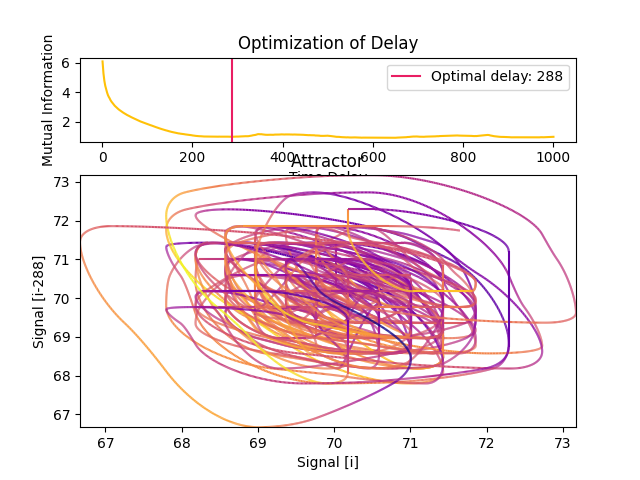 Optimization of Delay
Mutual Information
6
4
2
Optimal delay: 288
0 200 400 600 800 1000
Time Delay
Attractor
Signal [i-288]
73
72
71
70
69
68
67
67 68 69 70 71 72 73
Signal [i]